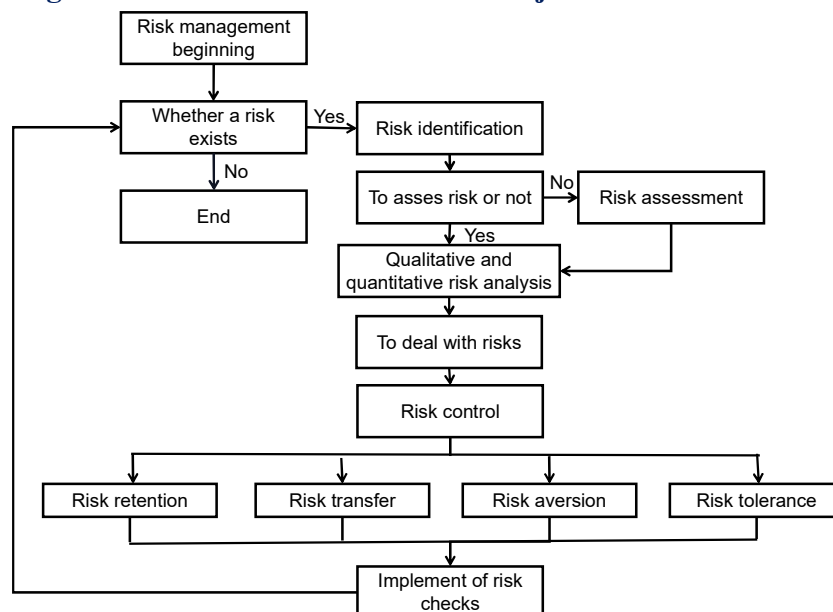 Risk management
beginning
Whether a risk
exists
Yes
Risk identification
No
To asses risk or not
No
Risk assessment
End
Yes
Qualitative and
quantitative risk analysis
To deal with risks
Risk control
Risk retention
Risk transfer
Risk aversion
Risk tolerance
Implement of risk
checks